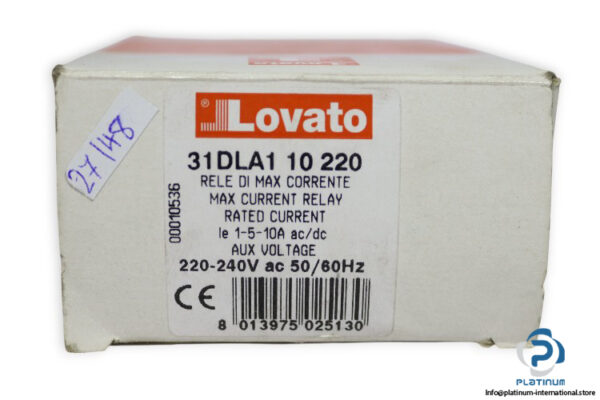 27/48
®Lovato
31DLA1 10 220
RELE DI MAX CORRENTE
MAX CURRENT RELAY
RATED CURRENT
Ie 1-5-10A ac/dc
AUX VOLTAGE
220-240V ac 50/60Hz
00010536
CE
8 013975 025130
PLATINUM
Info@platinum-international.store